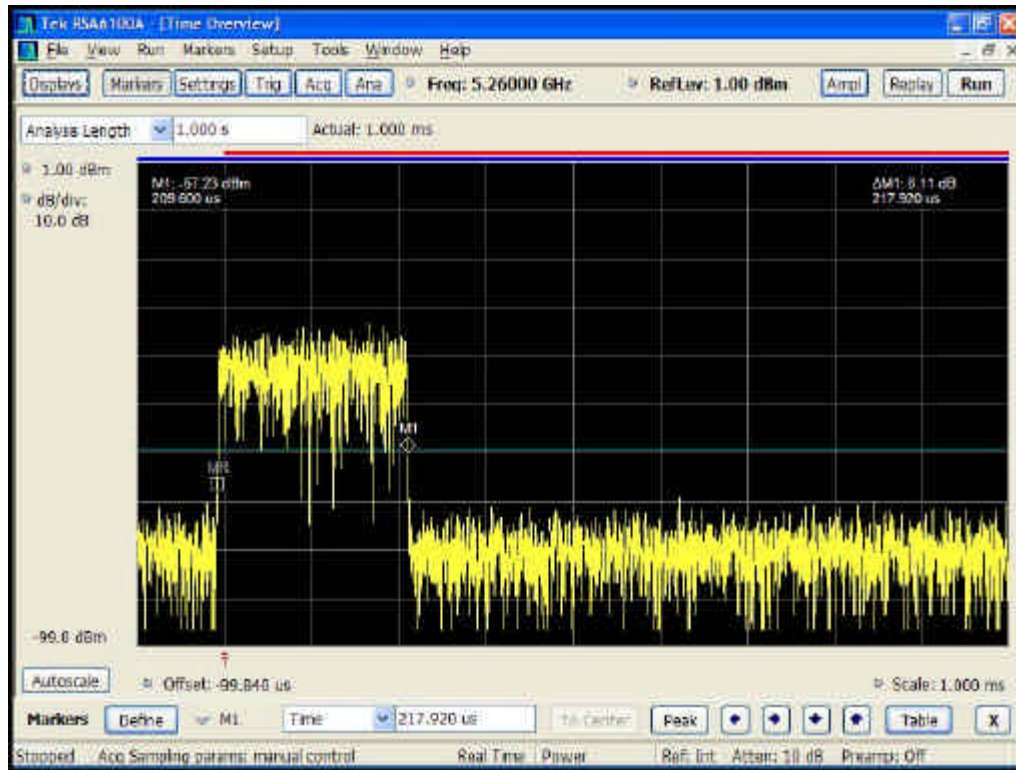 Tek RSA6100A - [Time Overview]
File View Run Markers Setup Tools Window Help
Displays Markers Settings Trig Acq Ana Freq: 5.26000 GHz RefLev: 1.00 dBm Ampl Replay Run
Analysis Length 1.000 s Actual: 1.000 ms
1.00 dBm
dB/div:
10.0 dB
M1: -57.23 dBm
209.600 us
ΔM1: 8.11 dB
217.920 us
M1
MR
-99.0 dBm
Autoscale Offset: -99.840 us Scale: 1.000 ms
Markers Define M1 Time 217.920 us To Center Peak Table X
Stopped Acq Sampling params: manual control Real Time Power Ref: Int Atten: 10 dB Preamp: Off